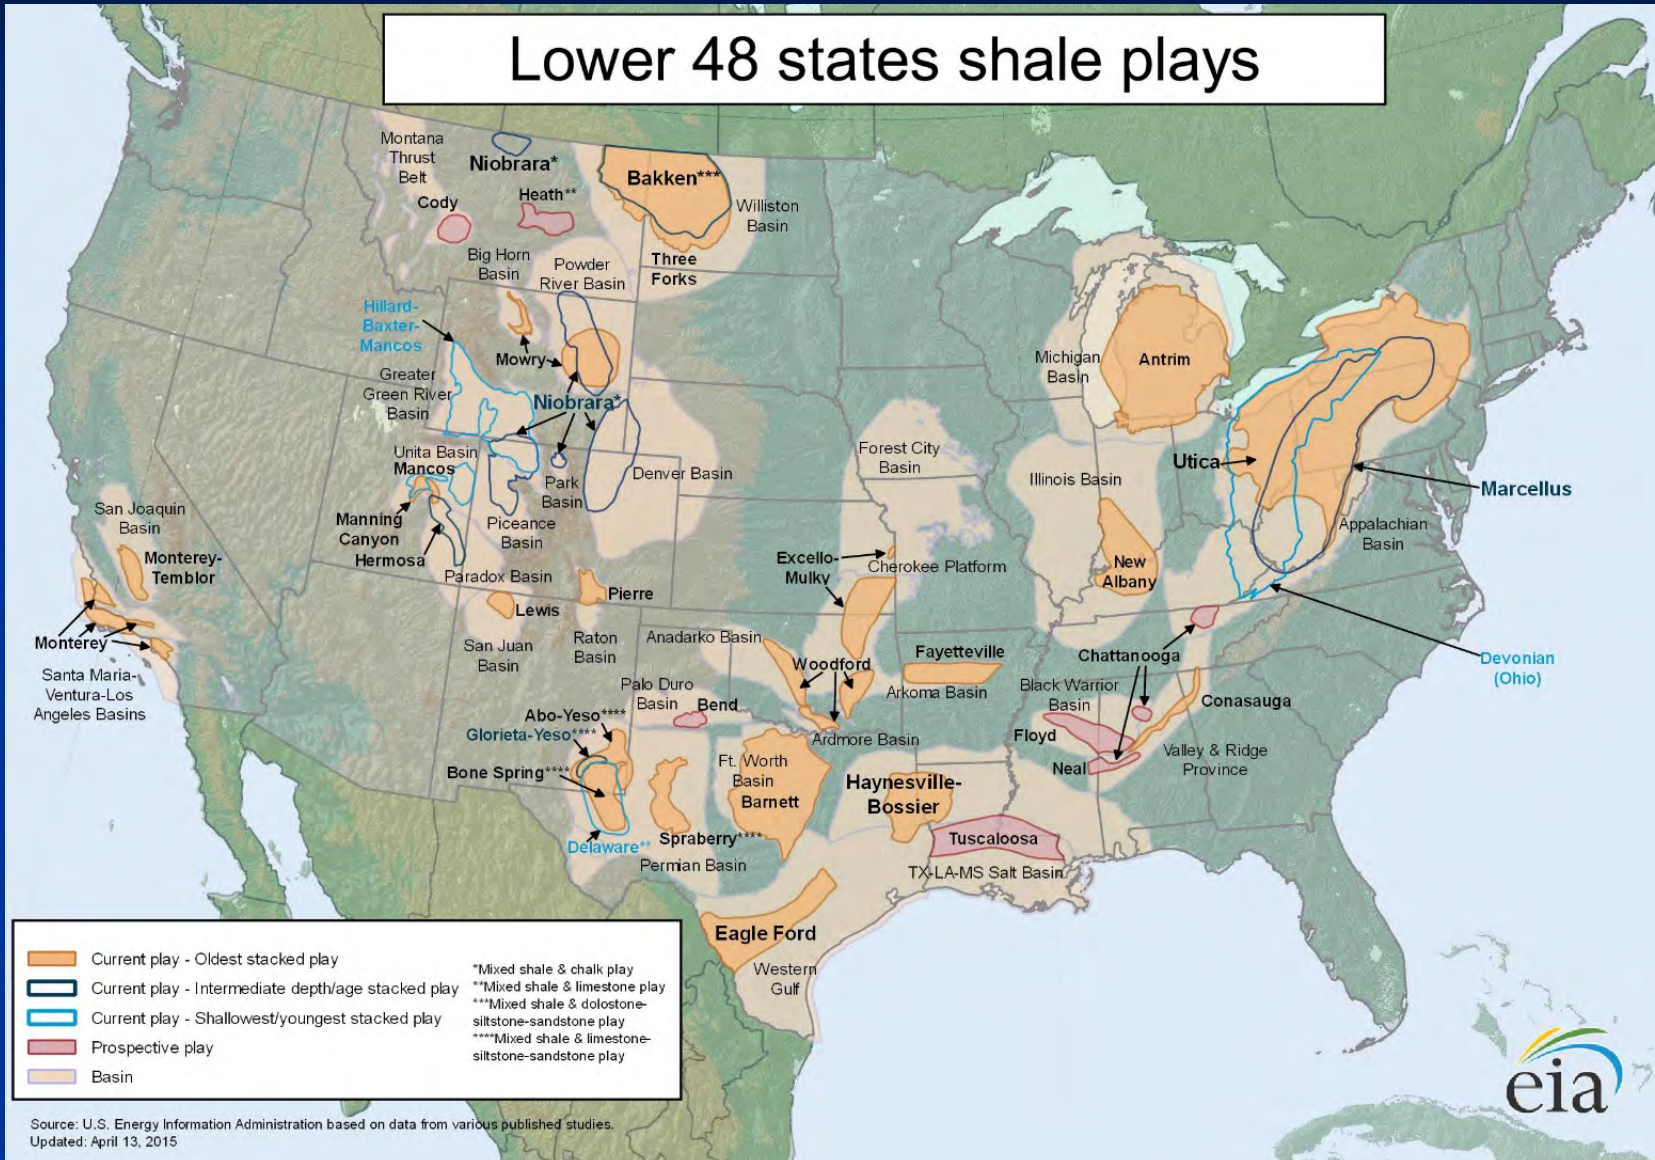 Lower 48 states shale plays
Montana
Thrust
Belt
Niobrara*
Bakken***
Cody
Heath**
Williston
Basin
Big Horn
Basin
Powder
River Basin
Three
Forks
Hillard-
Baxter-
Mancos
Mowry
Michigan
Basin
Antrim
Greater
Green River
Basin
Niobrara*
Unita Basin
Mancos
Park
Basin
Denver Basin
Forest City
Basin
Illinois Basin
Utica
Marcellus
San Joaquin
Basin
Manning
Canyon
Piceance
Basin
Hermosa
Appalachian
Basin
Monterey-
Temblor
Paradox Basin
Excello-
Mulky
Cherokee Platform
New
Albany
Lewis
Pierre
Monterey
San Juan
Basin
Raton
Basin
Anadarko Basin
Woodford
Fayetteville
Arkoma Basin
Chattanooga
Devonian
(Ohio)
Santa Maria-
Ventura-Los
Angeles Basins
Palo Duro
Basin
Bend
Black Warrior
Basin
Conasauga
Abo-Yeso****
Glorieta-Yeso****
Ardmore Basin
Floyd
Neal
Valley & Ridge
Province
Bone Spring****
Ft. Worth
Basin
Barnett
Haynesville-
Bossier
Delaware**
Spraberry****
Permian Basin
Tuscaloosa
TX-LA-MS Salt Basin
Eagle Ford
Western
Gulf
Current play - Oldest stacked play
Current play - Intermediate depth/age stacked play
Current play - Shallowest/youngest stacked play
Prospective play
Basin
*Mixed shale & chalk play
**Mixed shale & limestone play
***Mixed shale & dolostone-
siltstone-sandstone play
****Mixed shale & limestone-
siltstone-sandstone play
eia
Source: U.S. Energy Information Administration based on data from various published studies.
Updated: April 13, 2015